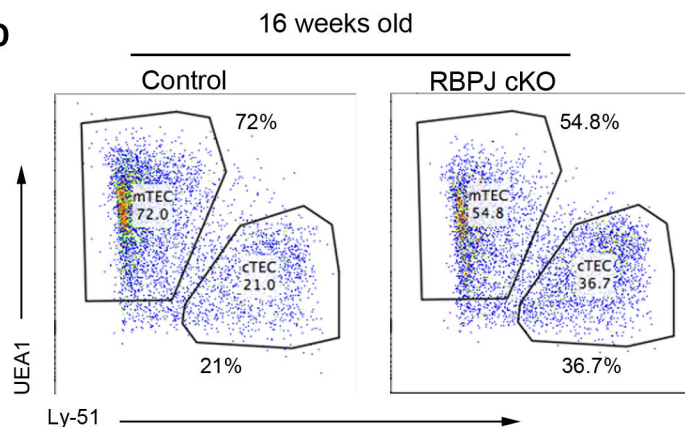 16 weeks old
Control
RBPJ cKO
72%
54.8%
mTEC
72.0
mTEC
54.8
cTEC
21.0
cTEC
36.7
21%
36.7%
UEA1
Ly-51